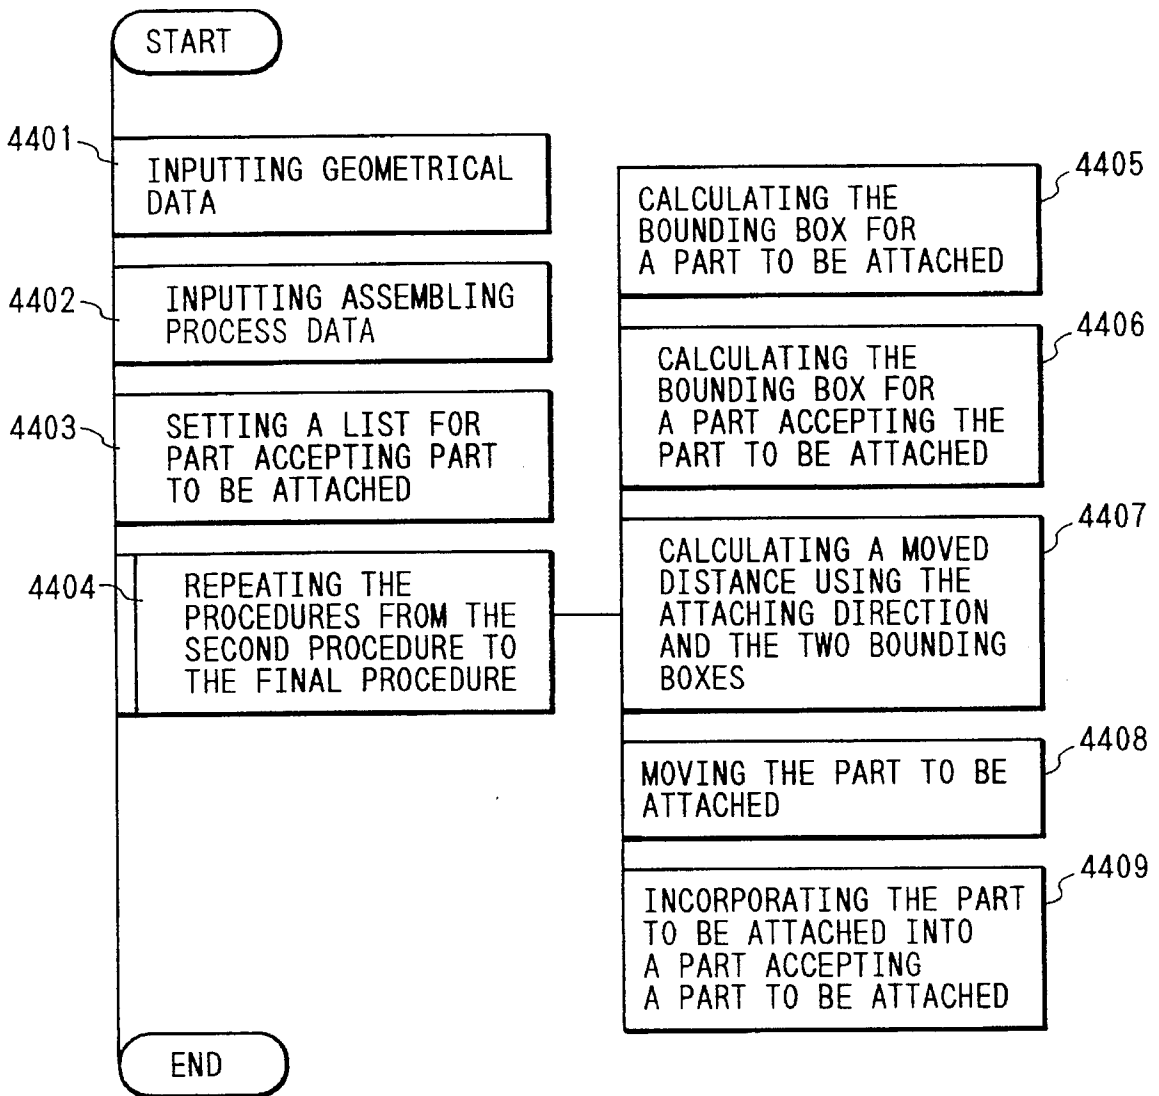 START
4401
INPUTTING GEOMETRICAL
DATA
4402
INPUTTING ASSEMBLING
PROCESS DATA
4403
SETTING A LIST FOR
PART ACCEPTING PART
TO BE ATTACHED
4404
REPEATING THE
PROCEDURES FROM THE
SECOND PROCEDURE TO
THE FINAL PROCEDURE
4405
CALCULATING THE
BOUNDING BOX FOR
A PART TO BE ATTACHED
4406
CALCULATING THE
BOUNDING BOX FOR
A PART ACCEPTING THE
PART TO BE ATTACHED
4407
CALCULATING A MOVED
DISTANCE USING THE
ATTACHING DIRECTION
AND THE TWO BOUNDING
BOXES
4408
MOVING THE PART TO BE
ATTACHED
4409
INCORPORATING THE PART
TO BE ATTACHED INTO
A PART ACCEPTING
A PART TO BE ATTACHED
END